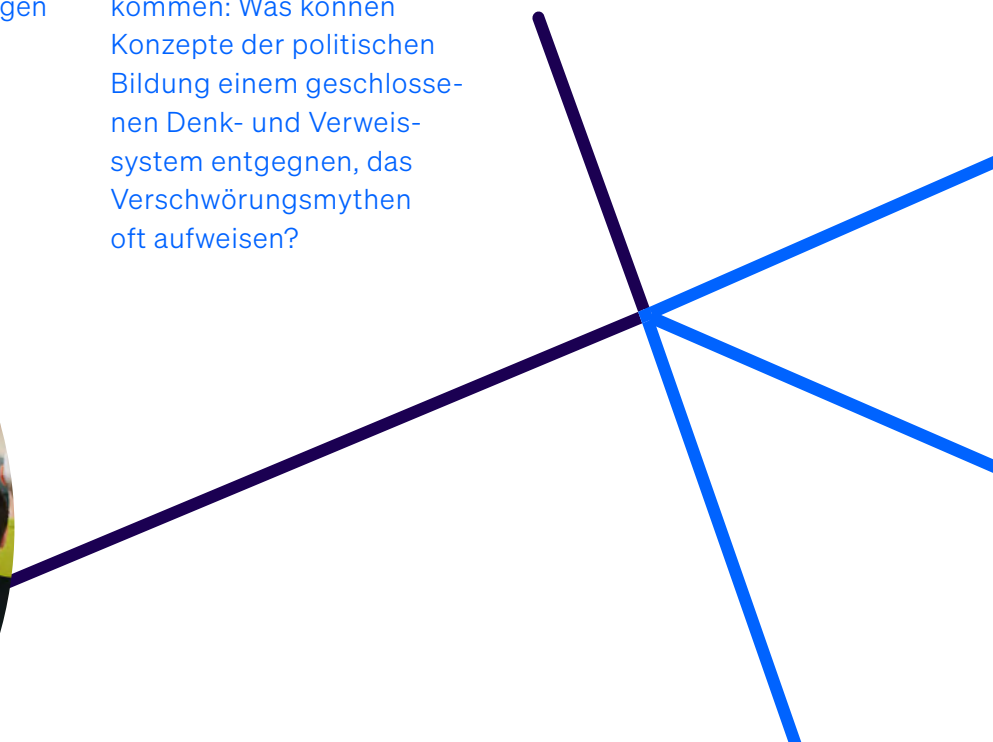 gen
kommen: Was können
Konzepte der politischen
Bildung einem geschlosse-
nen Denk- und Verweis-
system entgegnen, das
Verschwörungsmythen
oft aufweisen?